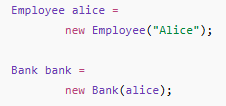 Employee alice =
new Employee("Alice");
Bank bank =
new Bank(alice);